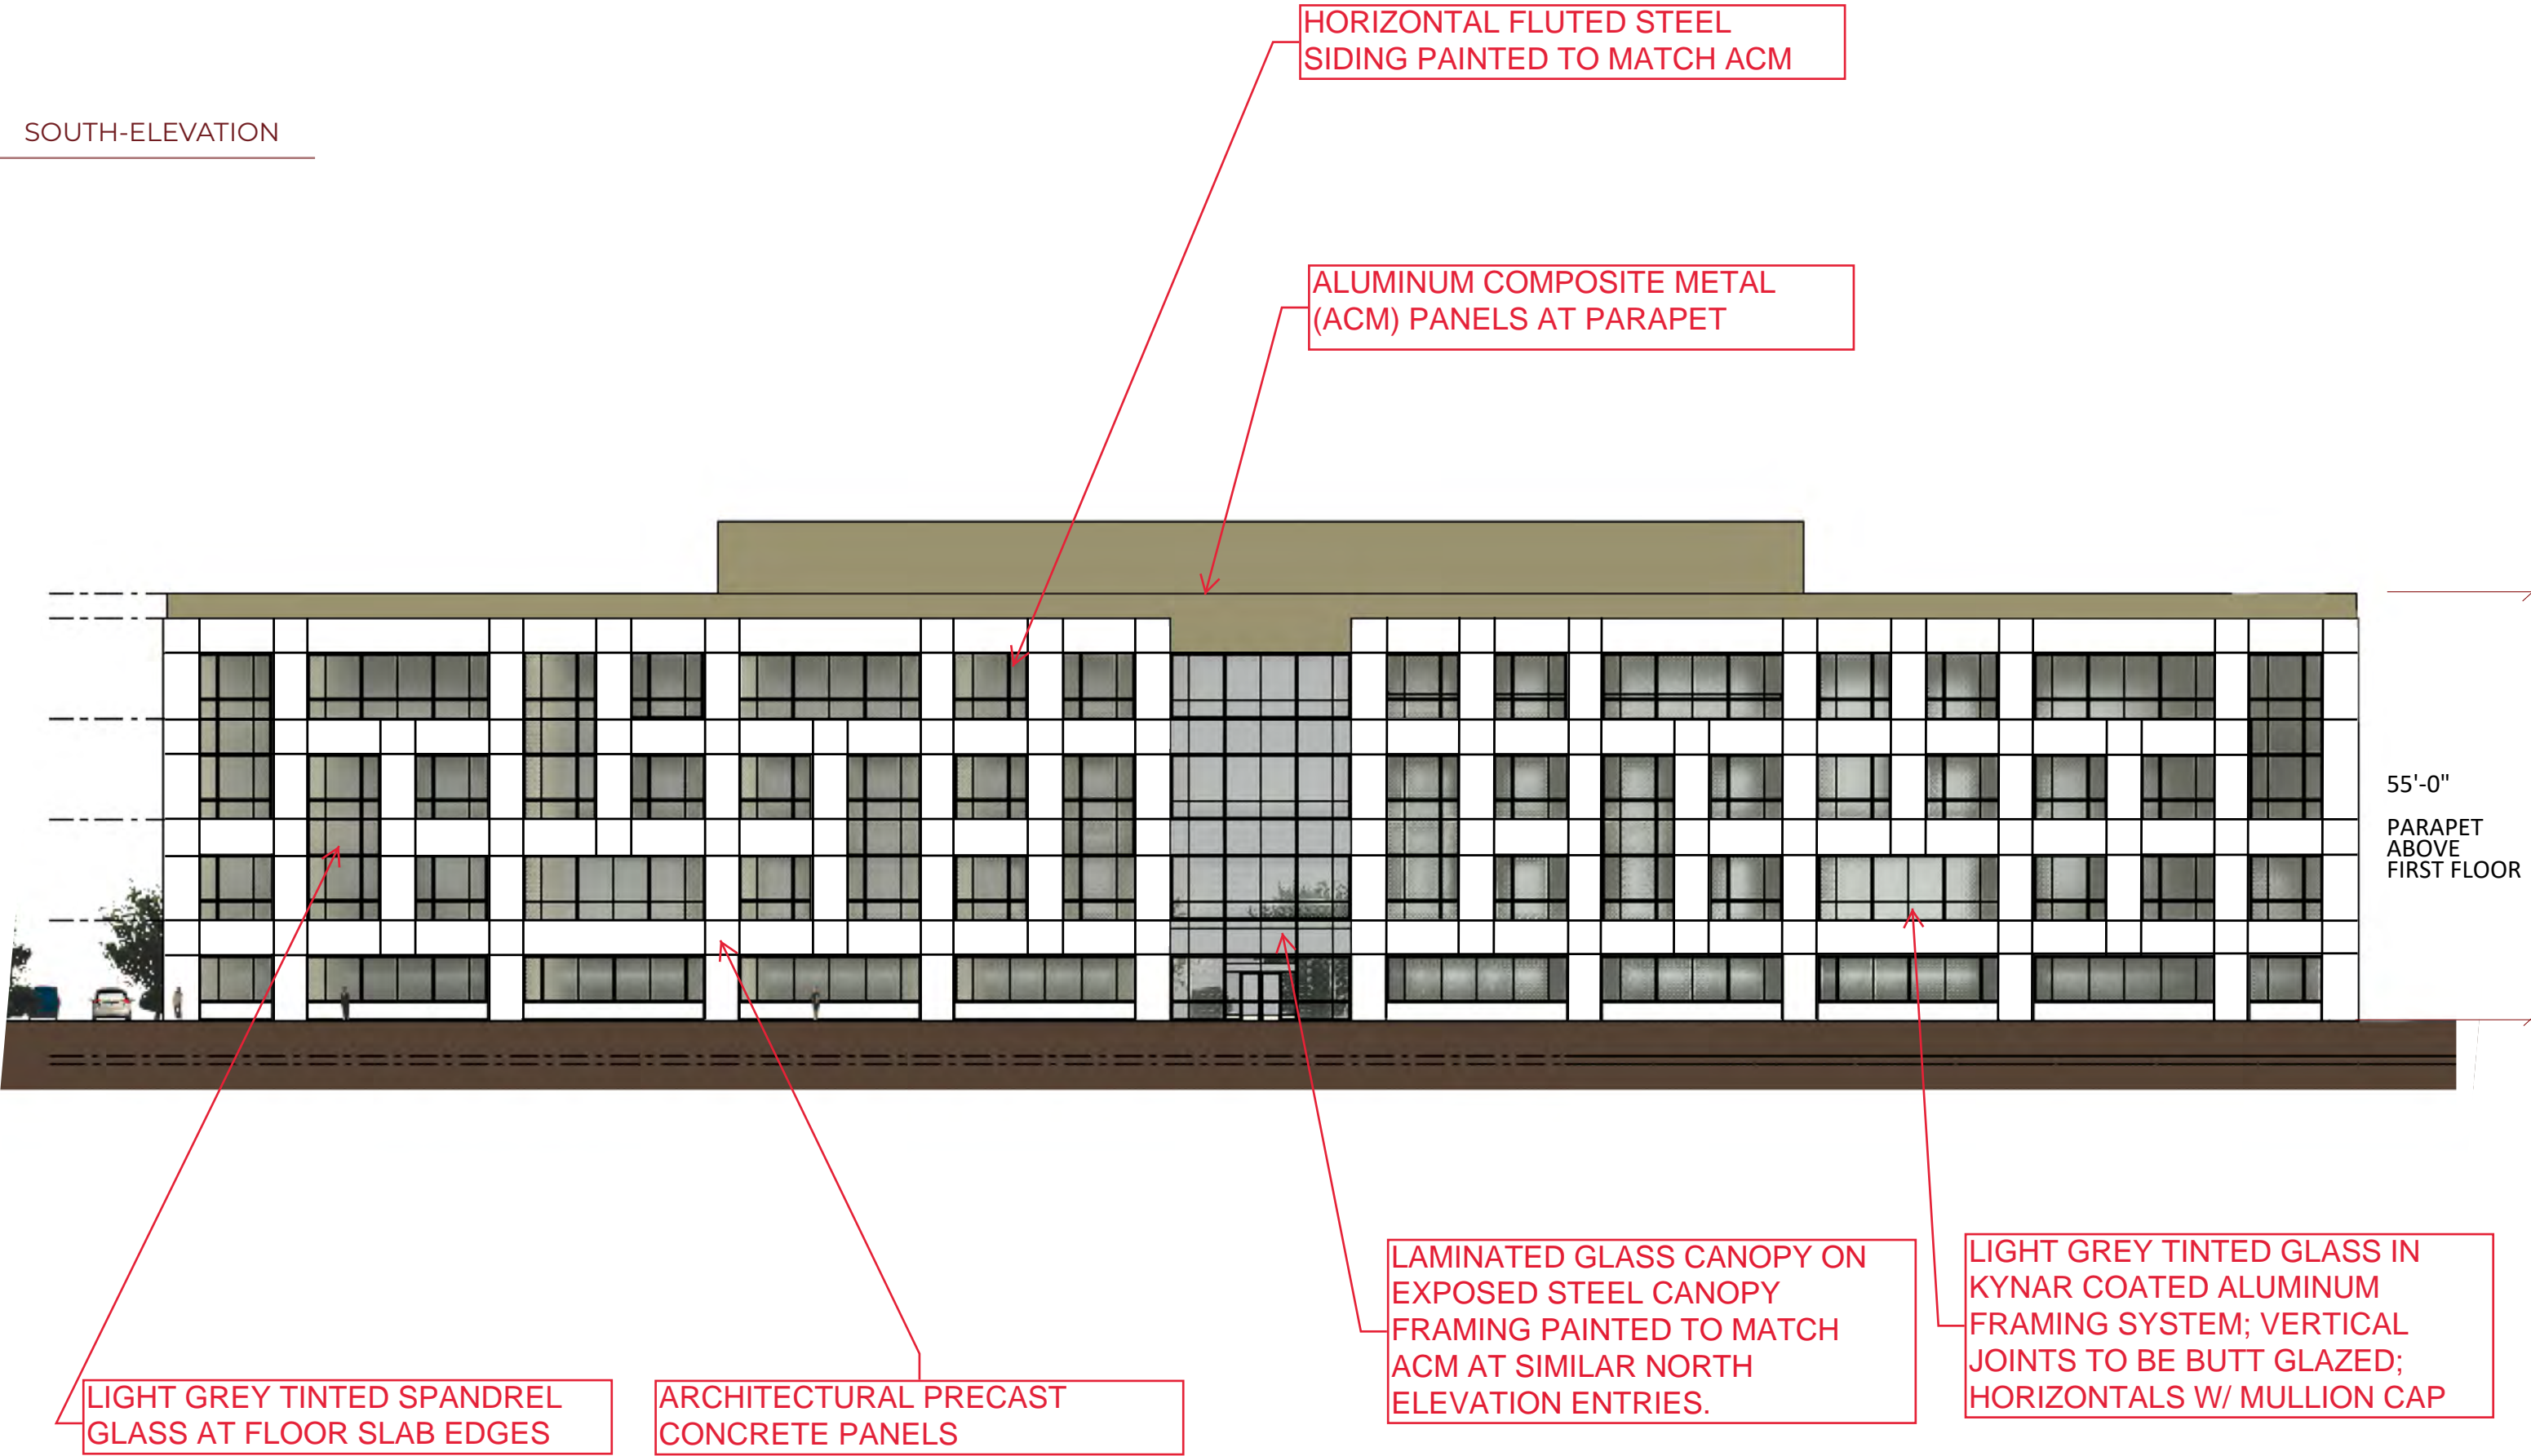 HORIZONTAL FLUTED STEEL
SIDING PAINTED TO MATCH ACM
SOUTH-ELEVATION
ALUMINUM COMPOSITE METAL
(ACM) PANELS AT PARAPET
55'-0"
PARAPET
ABOVE
FIRST FLOOR
LIGHT GREY TINTED SPANDREL
GLASS AT FLOOR SLAB EDGES
ARCHITECTURAL PRECAST
CONCRETE PANELS
LAMINATED GLASS CANOPY ON
EXPOSED STEEL CANOPY
FRAMING PAINTED TO MATCH
ACM AT SIMILAR NORTH
ELEVATION ENTRIES.
LIGHT GREY TINTED GLASS IN
KYNAR COATED ALUMINUM
FRAMING SYSTEM; VERTICAL
JOINTS TO BE BUTT GLAZED;
HORIZONTALS W/ MULLION CAP